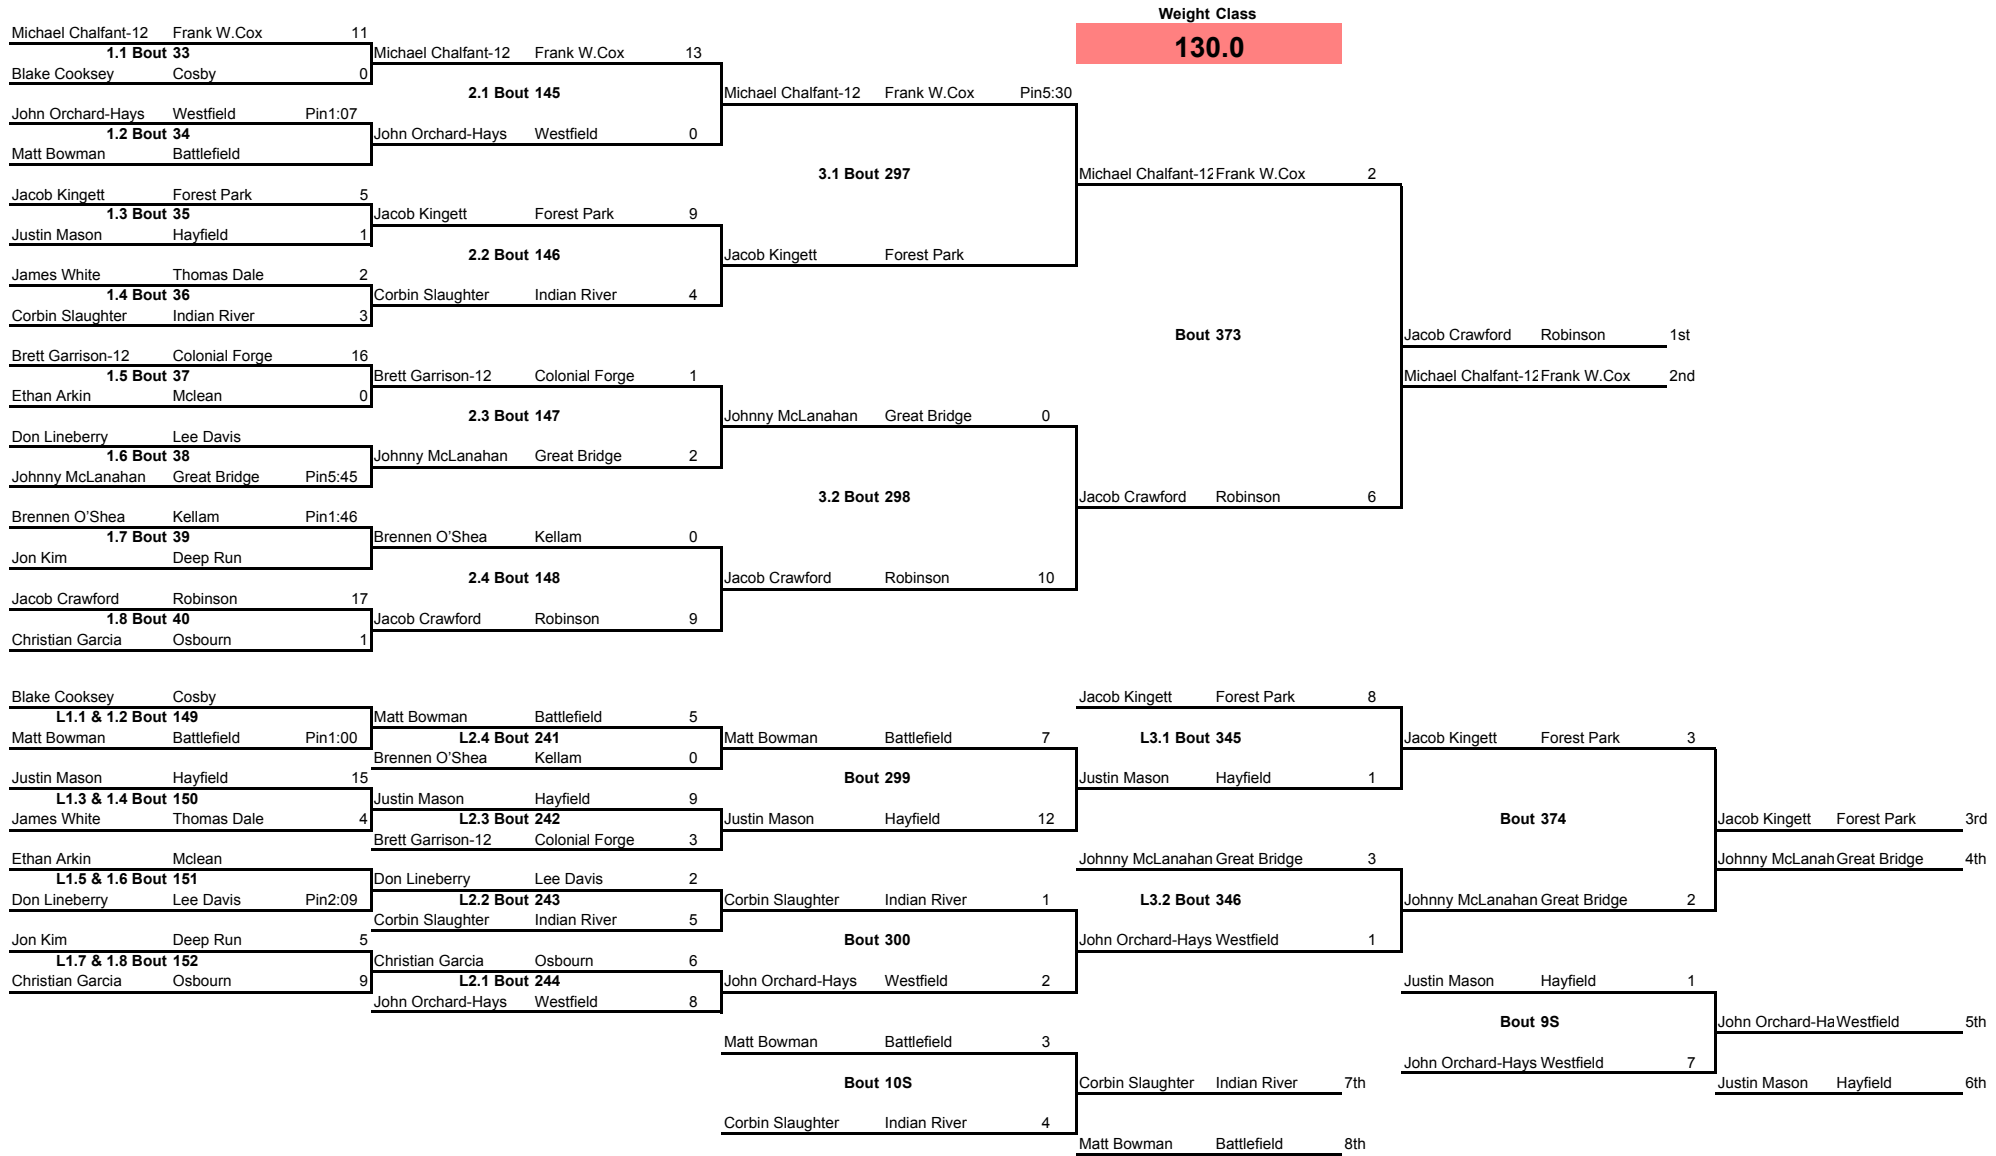 Weight Class
130.0
Michael Chalfant-12 Frank W.Cox 11
1.1 Bout 33
Blake Cooksey Cosby 0
John Orchard-Hays Westfield Pin1:07
1.2 Bout 34
Matt Bowman Battlefield
Jacob Kingett Forest Park 5
1.3 Bout 35
Justin Mason Hayfield 1
James White Thomas Dale 2
1.4 Bout 36
Corbin Slaughter Indian River 3
Brett Garrison-12 Colonial Forge 16
1.5 Bout 37
Ethan Arkin Mclean 0
Don Lineberry Lee Davis
1.6 Bout 38
Johnny McLanahan Great Bridge Pin5:45
Brennen O'Shea Kellam Pin1:46
1.7 Bout 39
Jon Kim Deep Run
Jacob Crawford Robinson 17
1.8 Bout 40
Christian Garcia Osbourn 1
Michael Chalfant-12 Frank W.Cox 13
2.1 Bout 145
John Orchard-Hays Westfield 0
Jacob Kingett Forest Park 9
2.2 Bout 146
Corbin Slaughter Indian River 4
Brett Garrison-12 Colonial Forge 1
2.3 Bout 147
Johnny McLanahan Great Bridge 2
Brennen O'Shea Kellam 0
2.4 Bout 148
Jacob Crawford Robinson 9
Michael Chalfant-12 Frank W.Cox Pin5:30
3.1 Bout 297
Jacob Kingett Forest Park
Johnny McLanahan Great Bridge 0
3.2 Bout 298
Jacob Crawford Robinson 10
Michael Chalfant-12 Frank W.Cox 2
Bout 373
Jacob Crawford Robinson 6
Jacob Crawford Robinson 1st
Michael Chalfant-12 Frank W.Cox 2nd
Blake Cooksey Cosby
L1.1 & 1.2 Bout 149
Matt Bowman Battlefield Pin1:00
Justin Mason Hayfield 15
L1.3 & 1.4 Bout 150
James White Thomas Dale 4
Ethan Arkin Mclean
L1.5 & 1.6 Bout 151
Don Lineberry Lee Davis Pin2:09
Jon Kim Deep Run 5
L1.7 & 1.8 Bout 152
Christian Garcia Osbourn 9
Matt Bowman Battlefield 5
L2.4 Bout 241
Brennen O'Shea Kellam 0
Justin Mason Hayfield 9
L2.3 Bout 242
Brett Garrison-12 Colonial Forge 3
Don Lineberry Lee Davis 2
L2.2 Bout 243
Corbin Slaughter Indian River 5
Christian Garcia Osbourn 6
L2.1 Bout 244
John Orchard-Hays Westfield 8
Matt Bowman Battlefield 7
Bout 299
Justin Mason Hayfield 12
Corbin Slaughter Indian River 1
Bout 300
John Orchard-Hays Westfield 2
Matt Bowman Battlefield 3
Bout 10S
Corbin Slaughter Indian River 4
Jacob Kingett Forest Park 8
L3.1 Bout 345
Justin Mason Hayfield 1
Johnny McLanahan Great Bridge 3
L3.2 Bout 346
John Orchard-Hays Westfield 1
Corbin Slaughter Indian River 7th
Matt Bowman Battlefield 8th
Jacob Kingett Forest Park 3
Bout 374
Johnny McLanahan Great Bridge 2
Justin Mason Hayfield 1
Bout 9S
John Orchard-Hays Westfield 7
Jacob Kingett Forest Park 3rd
Johnny McLanah Great Bridge 4th
John Orchard-Ha Westfield 5th
Justin Mason Hayfield 6th